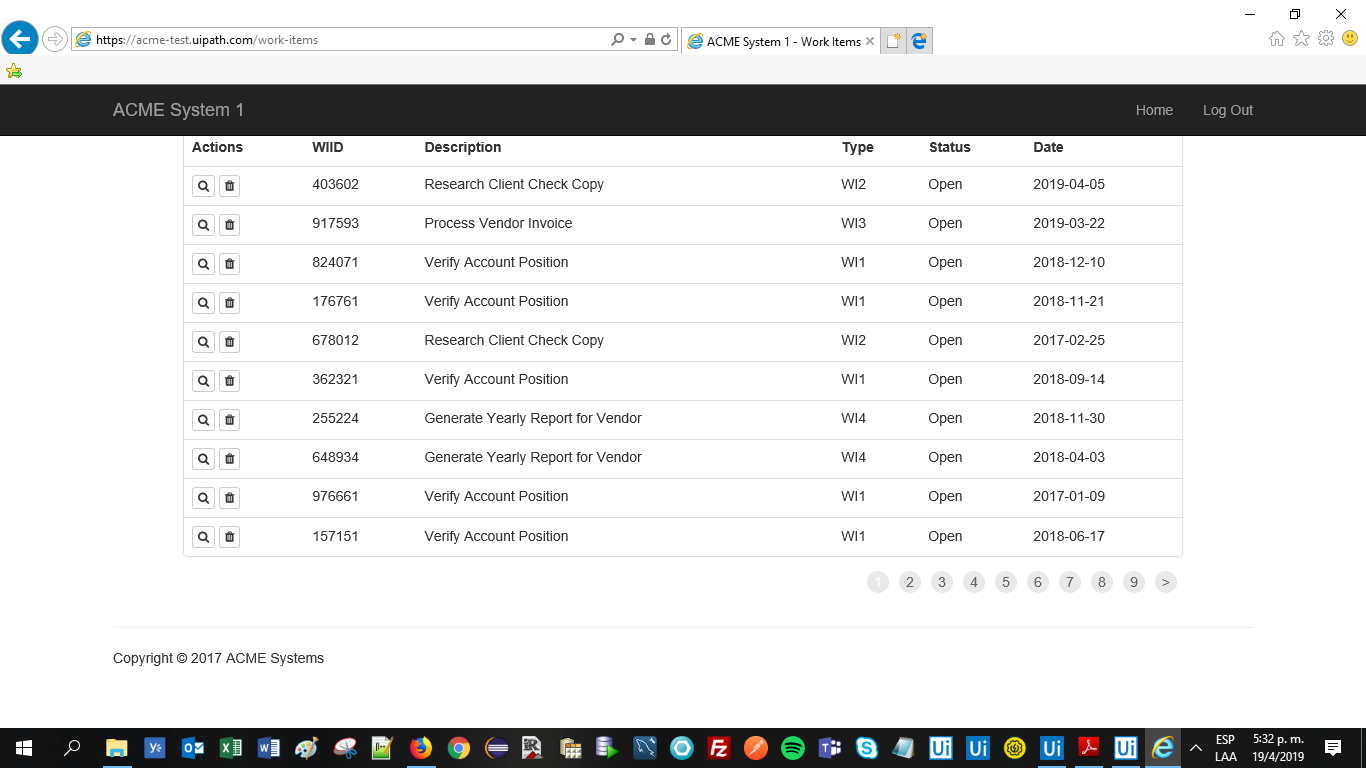 https://acme-test.uipath.com/work-items
ACME System 1 - Work Items
ACME System 1 Home Log Out
Actions WIID Description Type Status Date
403602 Research Client Check Copy WI2 Open 2019-04-05
917593 Process Vendor Invoice WI3 Open 2019-03-22
824071 Verify Account Position WI1 Open 2018-12-10
176761 Verify Account Position WI1 Open 2018-11-21
678012 Research Client Check Copy WI2 Open 2017-02-25
362321 Verify Account Position WI1 Open 2018-09-14
255224 Generate Yearly Report for Vendor WI4 Open 2018-11-30
648934 Generate Yearly Report for Vendor WI4 Open 2018-04-03
976661 Verify Account Position WI1 Open 2017-01-09
157151 Verify Account Position WI1 Open 2018-06-17
1 2 3 4 5 6 7 8 9 >
Copyright © 2017 ACME Systems
ESP 5:32 p. m.
LAA 19/4/2019